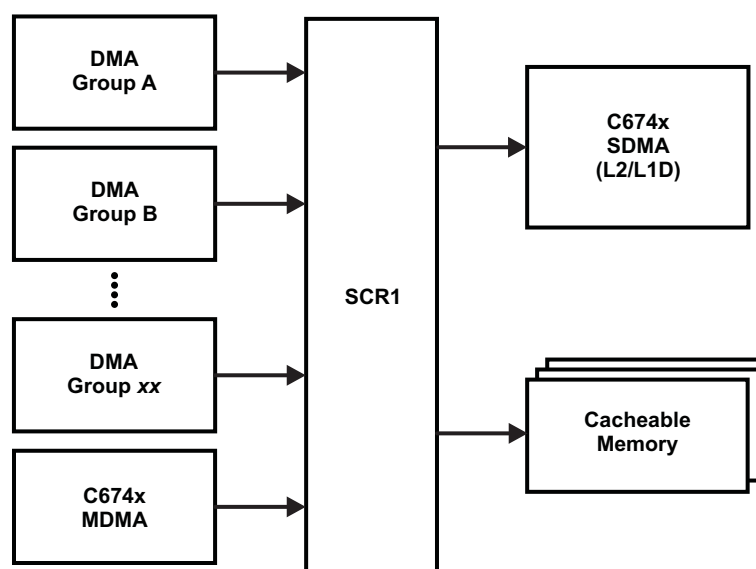 DMA
Group A
DMA
Group B
DMA
Group xx
C674x
MDMA
SCR1
C674x
SDMA
(L2/L1D)
Cacheable
Memory